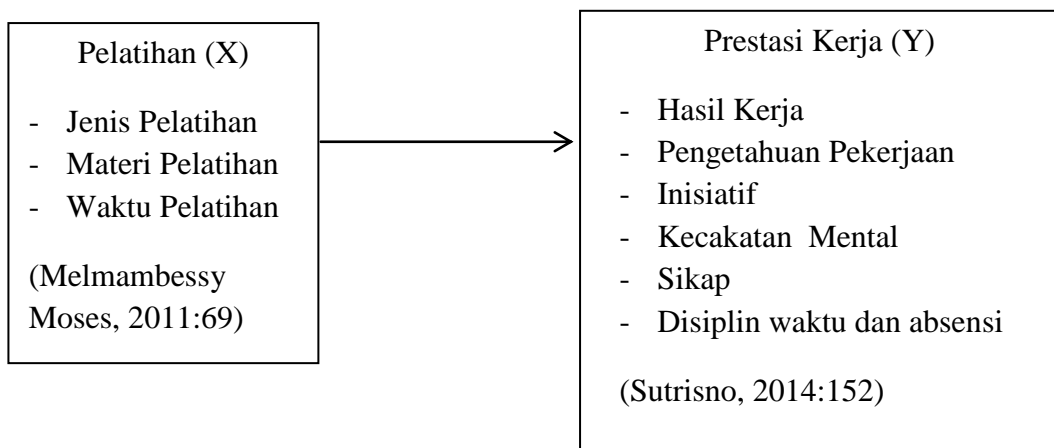 Pelatihan (X)
- Jenis Pelatihan
- Materi Pelatihan
- Waktu Pelatihan
(Melmambessy
Moses, 2011:69)
Prestasi Kerja (Y)
- Hasil Kerja
- Pengetahuan Pekerjaan
- Inisiatif
- Kecakatan Mental
- Sikap
- Disiplin waktu dan absensi
(Sutrisno, 2014:152)